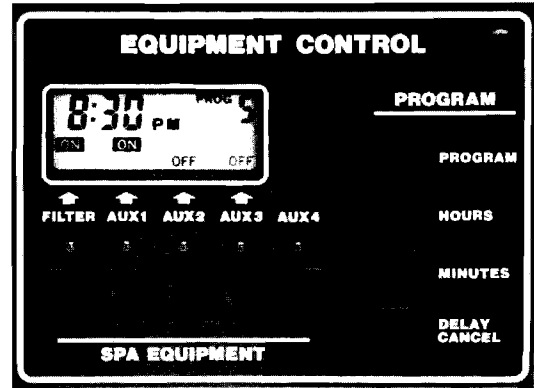 EQUIPMENT CONTROL
8:30 PM PROG 9
ON ON OFF OFF
FILTER AUX1 AUX2 AUX3 AUX4
SPA EQUIPMENT
PROGRAM
PROGRAM
HOURS
MINUTES
DELAY
CANCEL